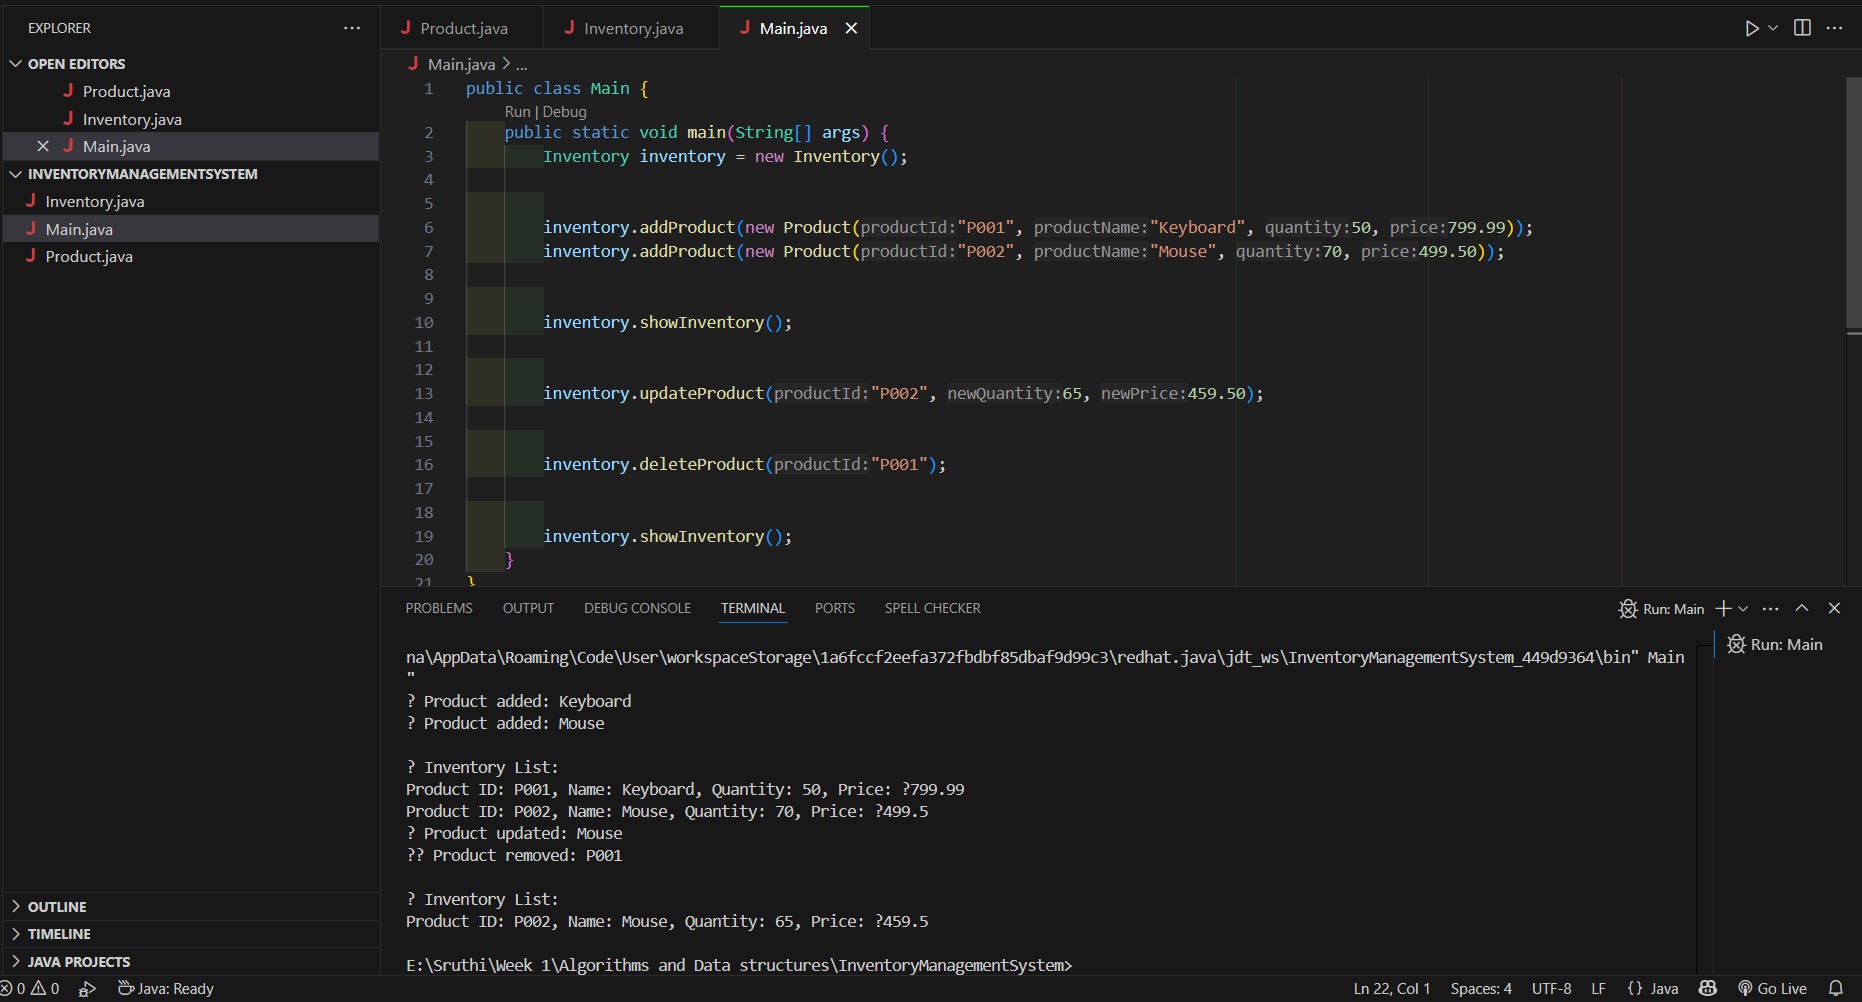 EXPLORER
OPEN EDITORS
Product.java
Inventory.java
Main.java
INVENTORYMANAGEMENTSYSTEM
Inventory.java
Main.java
Product.java
OUTLINE
TIMELINE
JAVA PROJECTS
Product.java Inventory.java Main.java
Main.java > ...
1 public class Main {
Run | Debug
2 public static void main(String[] args) {
3 Inventory inventory = new Inventory();
4
5
6 inventory.addProduct(new Product(productId:"P001", productName:"Keyboard", quantity:50, price:799.99));
7 inventory.addProduct(new Product(productId:"P002", productName:"Mouse", quantity:70, price:499.50));
8
9
10 inventory.showInventory();
11
12
13 inventory.updateProduct(productId:"P002", newQuantity:65, newPrice:459.50);
14
15
16 inventory.deleteProduct(productId:"P001");
17
18
19 inventory.showInventory();
20 }
21 }
PROBLEMS OUTPUT DEBUG CONSOLE TERMINAL PORTS SPELL CHECKER
Run: Main
Run: Main
na\AppData\Roaming\Code\User\workspaceStorage\1a6fccf2eefa372fbdbf85dbaf9d99c3\redhat.java\jdt_ws\InventoryManagementSystem_449d9364\bin" Main
"
? Product added: Keyboard
? Product added: Mouse
? Inventory List:
Product ID: P001, Name: Keyboard, Quantity: 50, Price: ?799.99
Product ID: P002, Name: Mouse, Quantity: 70, Price: ?499.5
? Product updated: Mouse
?? Product removed: P001
? Inventory List:
Product ID: P002, Name: Mouse, Quantity: 65, Price: ?459.5
E:\Sruthi\Week 1\Algorithms and Data structures\InventoryManagementSystem>
0 0 Java: Ready Ln 22, Col 1 Spaces: 4 UTF-8 LF {} Java Go Live